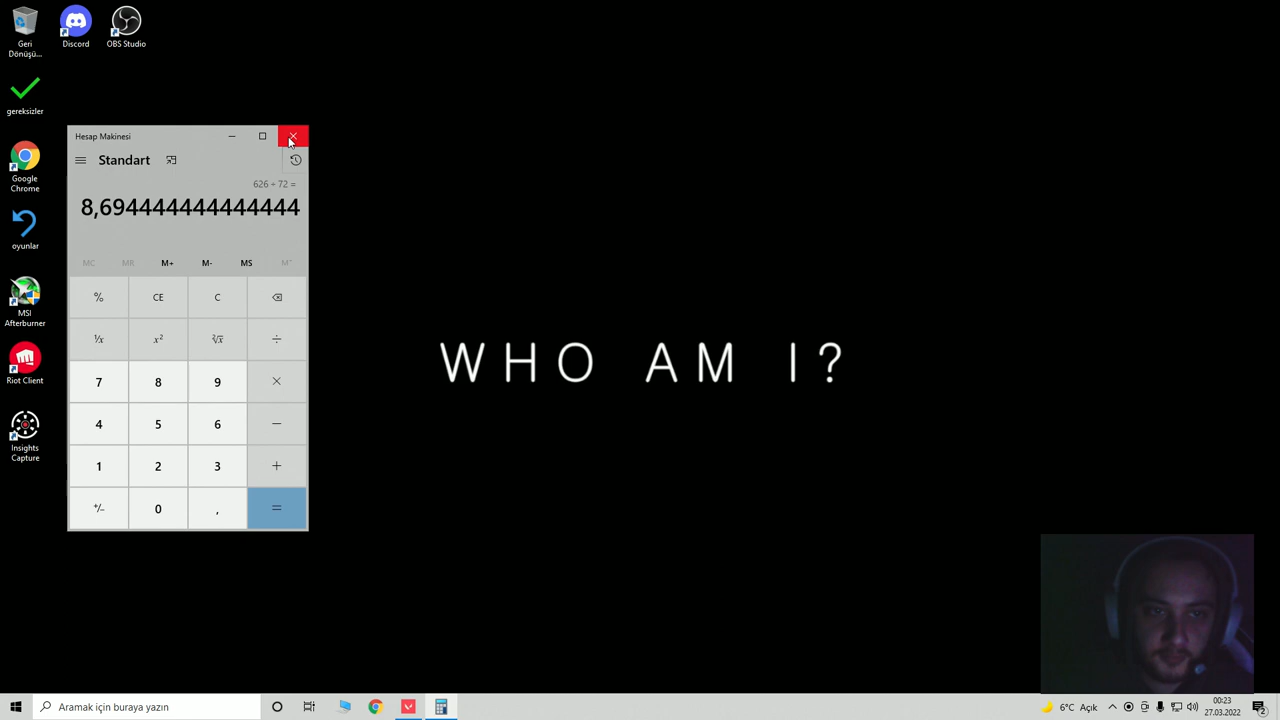 Geri
Dönüşü...
Discord
OBS Studio
gereksizler
Google
Chrome
oyunlar
MSI
Afterburner
Riot Client
Insights
Capture
Hesap Makinesi
Standart
626 ÷ 72 =
8,694444444444444
MC MR M+ M- MS M˅
% CE C
¹/x x² ²√x ÷
7 8 9 ×
4 5 6 −
1 2 3 +
+/− 0 , =
WHO AM I?
Aramak için buraya yazın
6°C Açık
00:23
27.03.2022
2